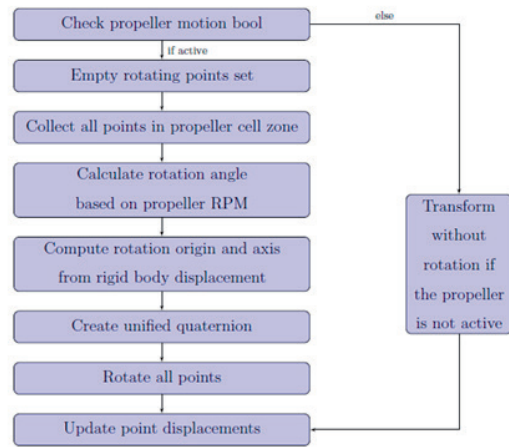 Check propeller motion bool
else
if active
Empty rotating points set
Collect all points in propeller cell zone
Calculate rotation angle
based on propeller RPM
Compute rotation origin and axis
from rigid body displacement
Create unified quaternion
Rotate all points
Update point displacements
Transform
without
rotation if
the propeller
is not active